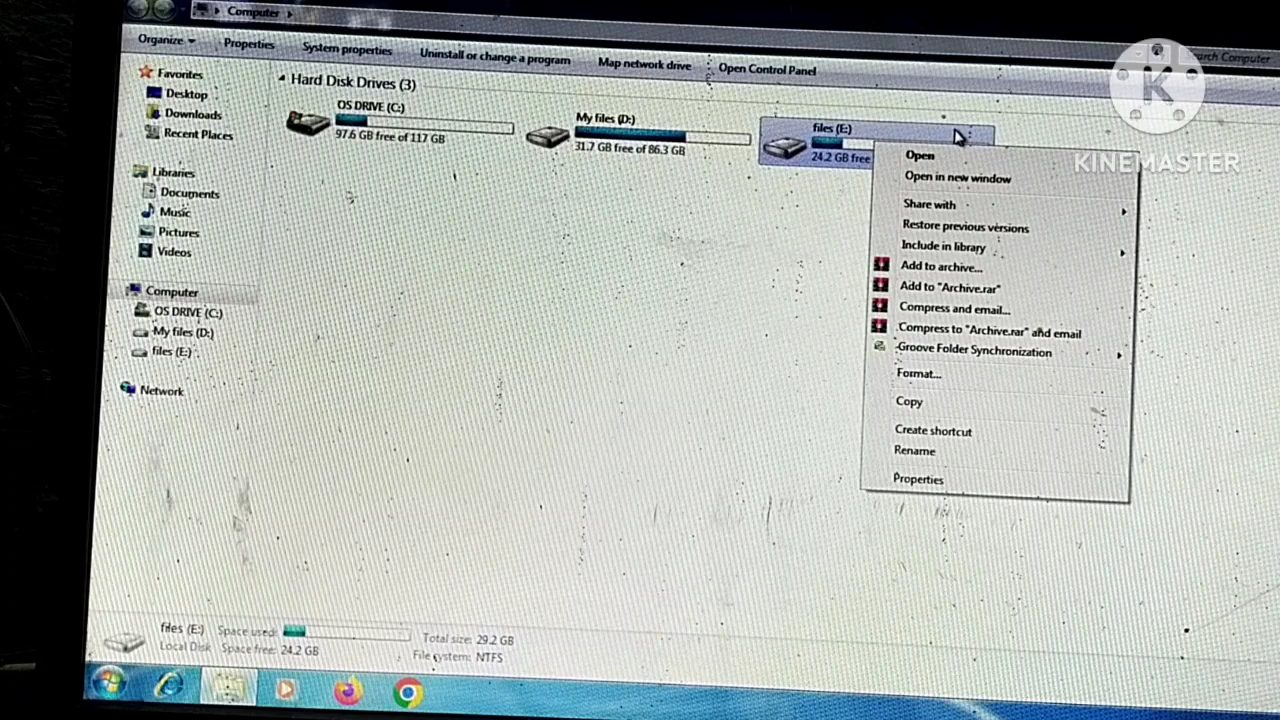 Computer
Organize
Properties
System properties
Uninstall or change a program
Map network drive
Open Control Panel
Computer
K
KINEMASTER
Favorites
Desktop
Downloads
Recent Places
Libraries
Documents
Music
Pictures
Videos
Computer
OS DRIVE (C:)
My files (D:)
files (E:)
Network
Hard Disk Drives (3)
OS DRIVE (C:)
97.6 GB free of 117 GB
My files (D:)
31.7 GB free of 86.3 GB
files (E:)
24.2 GB free
Open
Open in new window
Share with
Restore previous versions
Include in library
Add to archive...
Add to "Archive.rar"
Compress and email...
Compress to "Archive.rar" and email
Groove Folder Synchronization
Format...
Copy
Create shortcut
Rename
Properties
files (E:) Space used: Total size: 29.2 GB
Local Disk Space free: 24.2 GB File system: NTFS